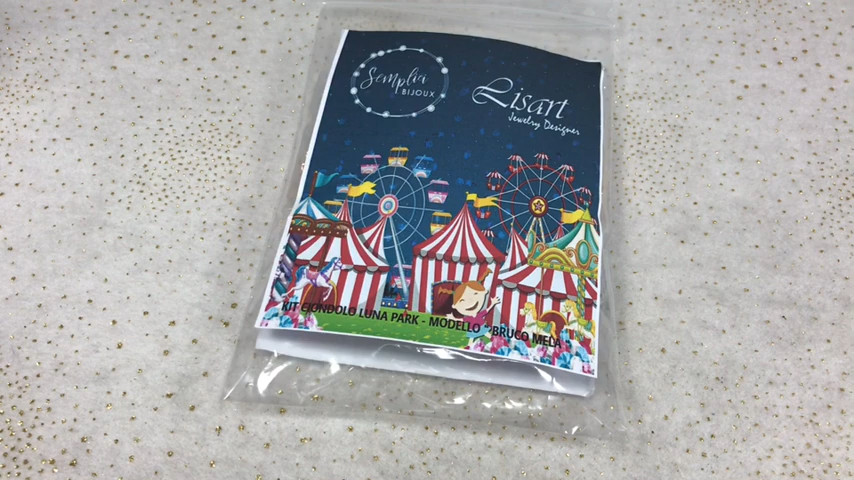 Semplia
BIJOUX
Lisart
Jewelry Designer
KIT CIONDOLO LUNA PARK - MODELLO "BRUCO MELA"